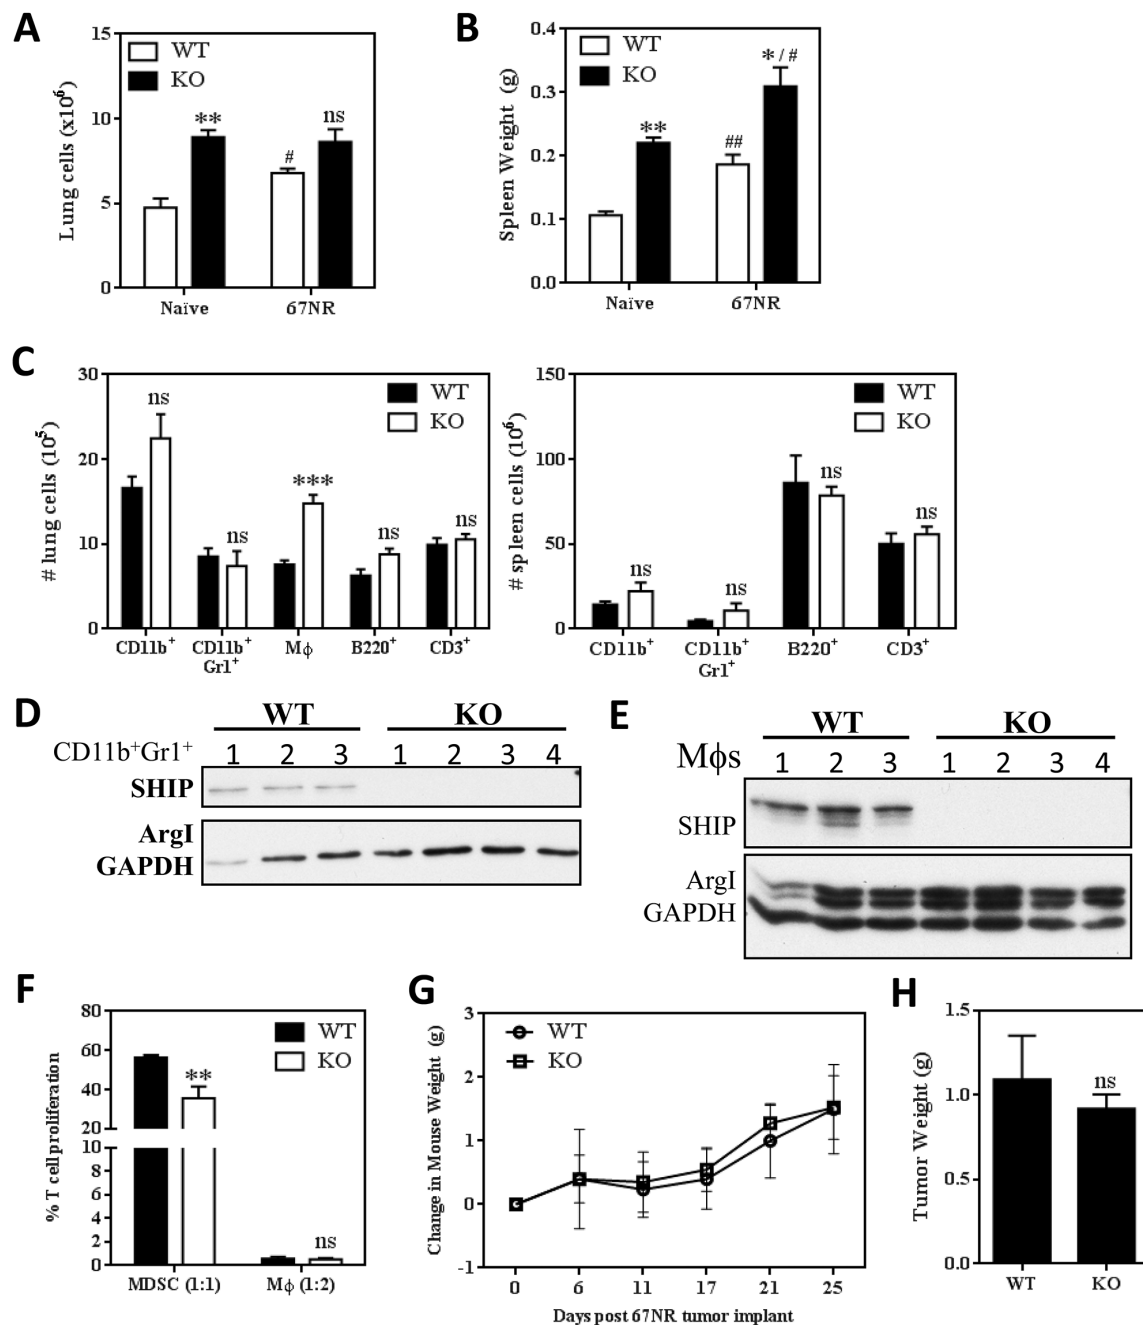 A
Lung cells (x10⁶)
15
10
5
0
WT
KO
**
#
ns
Naïve
67NR
B
Spleen Weight (g)
0.4
0.3
0.2
0.1
0.0
WT
KO
**
##
*/#
Naïve
67NR
C
# lung cells (10⁵)
30
20
10
0
WT
KO
ns
ns
***
ns
ns
CD11b⁺
CD11b⁺ Gr1⁺
Mϕ
B220⁺
CD3⁺
# spleen cells (10⁶)
150
100
50
0
WT
KO
ns
ns
ns
ns
CD11b⁺
CD11b⁺ Gr1⁺
B220⁺
CD3⁺
D
WT
KO
CD11b⁺Gr1⁺
1 2 3 1 2 3 4
SHIP
ArgI
GAPDH
E
WT
KO
Mϕs
1 2 3 1 2 3 4
SHIP
ArgI
GAPDH
F
% T cell proliferation
80
60
40
20
10
8
6
4
2
0
WT
KO
**
ns
MDSC (1:1)
Mϕ (1:2)
G
Change in Mouse Weight (g)
3
2
1
0
-1
WT
KO
0 6 11 17 21 25
Days post 67NR tumor implant
H
Tumor Weight (g)
1.5
1.0
0.5
0.0
ns
WT
KO